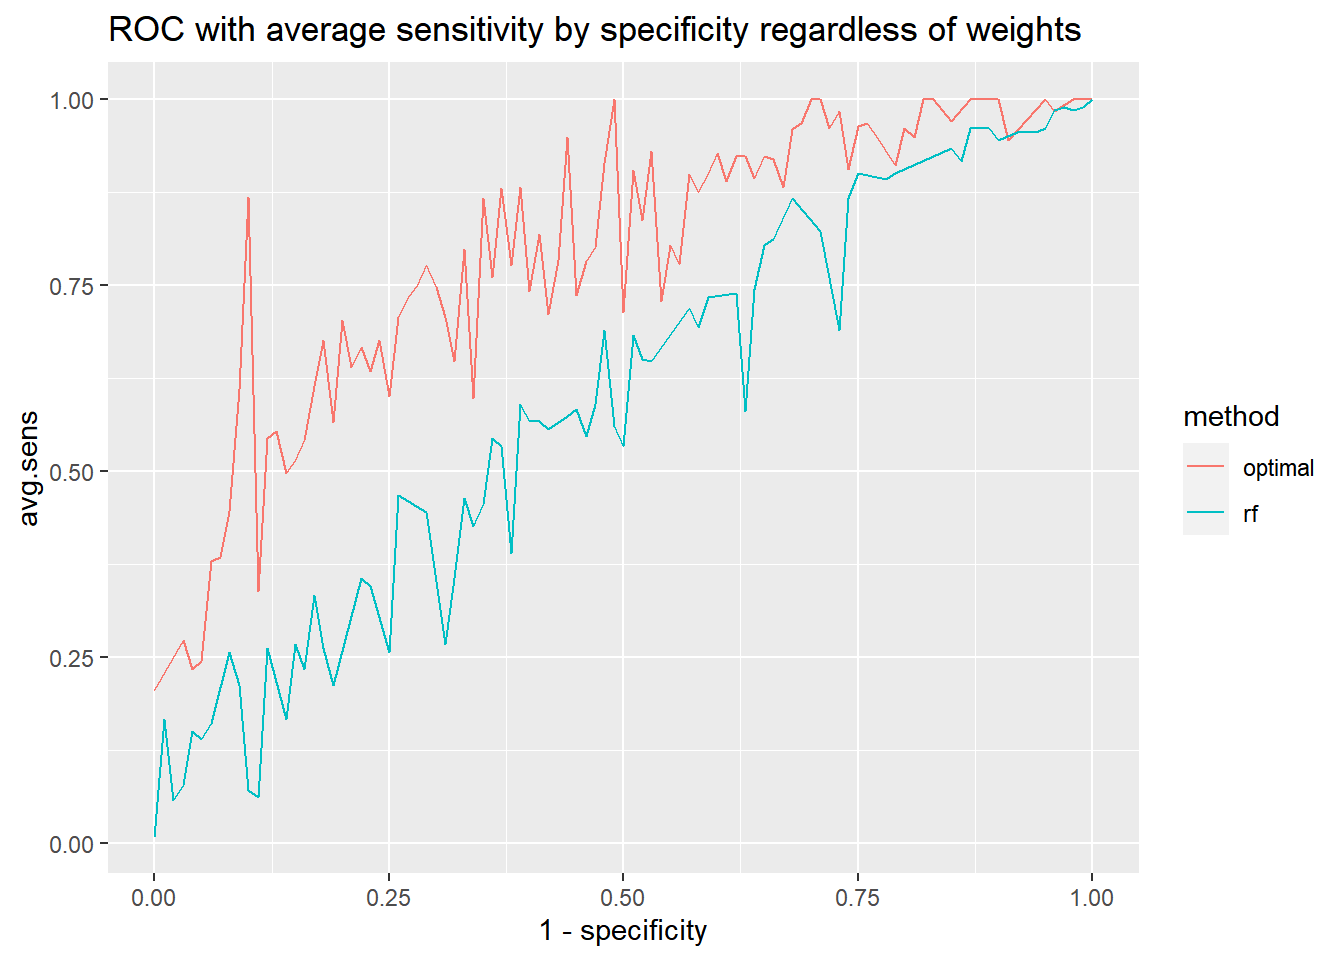 ROC with average sensitivity by specificity regardless of weights
1.00
0.75
0.50
0.25
0.00
avg.sens
0.00 0.25 0.50 0.75 1.00
1 - specificity
method
optimal
rf